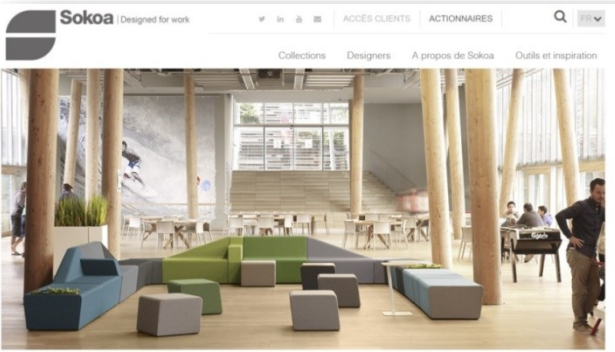 Sokoa | Designed for work
ACCÈS CLIENTS ACTIONNAIRES FR
Collections Designers A propos de Sokoa Outils et inspiration